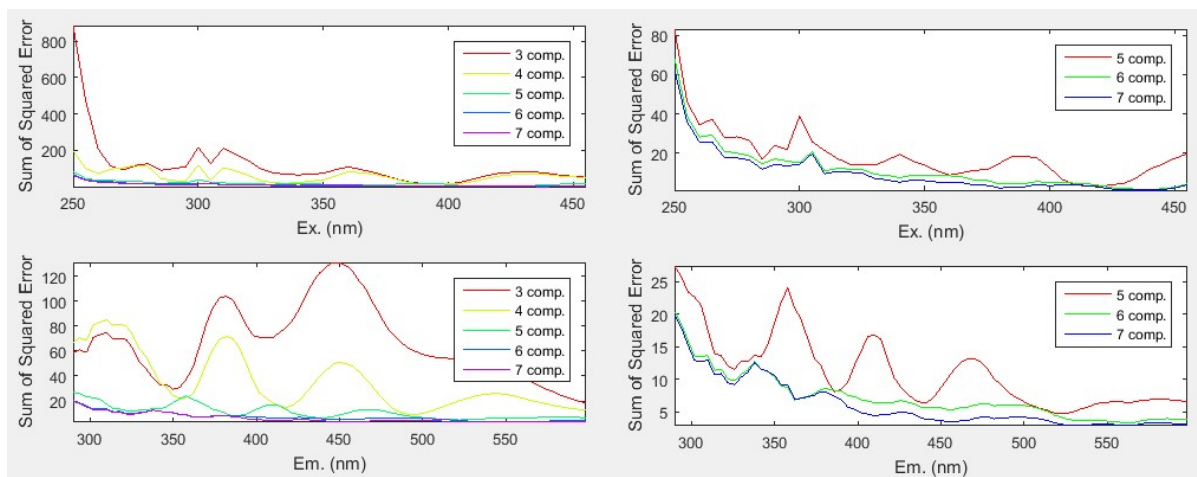 Sum of Squared Error
800
600
400
200
250
300
350
400
450
Ex. (nm)
3 comp.
4 comp.
5 comp.
6 comp.
7 comp.
Sum of Squared Error
80
60
40
20
250
300
350
400
450
Ex. (nm)
5 comp.
6 comp.
7 comp.
Sum of Squared Error
120
100
80
60
40
20
300
350
400
450
500
550
Em. (nm)
3 comp.
4 comp.
5 comp.
6 comp.
7 comp.
Sum of Squared Error
25
20
15
10
5
300
350
400
450
500
550
Em. (nm)
5 comp.
6 comp.
7 comp.